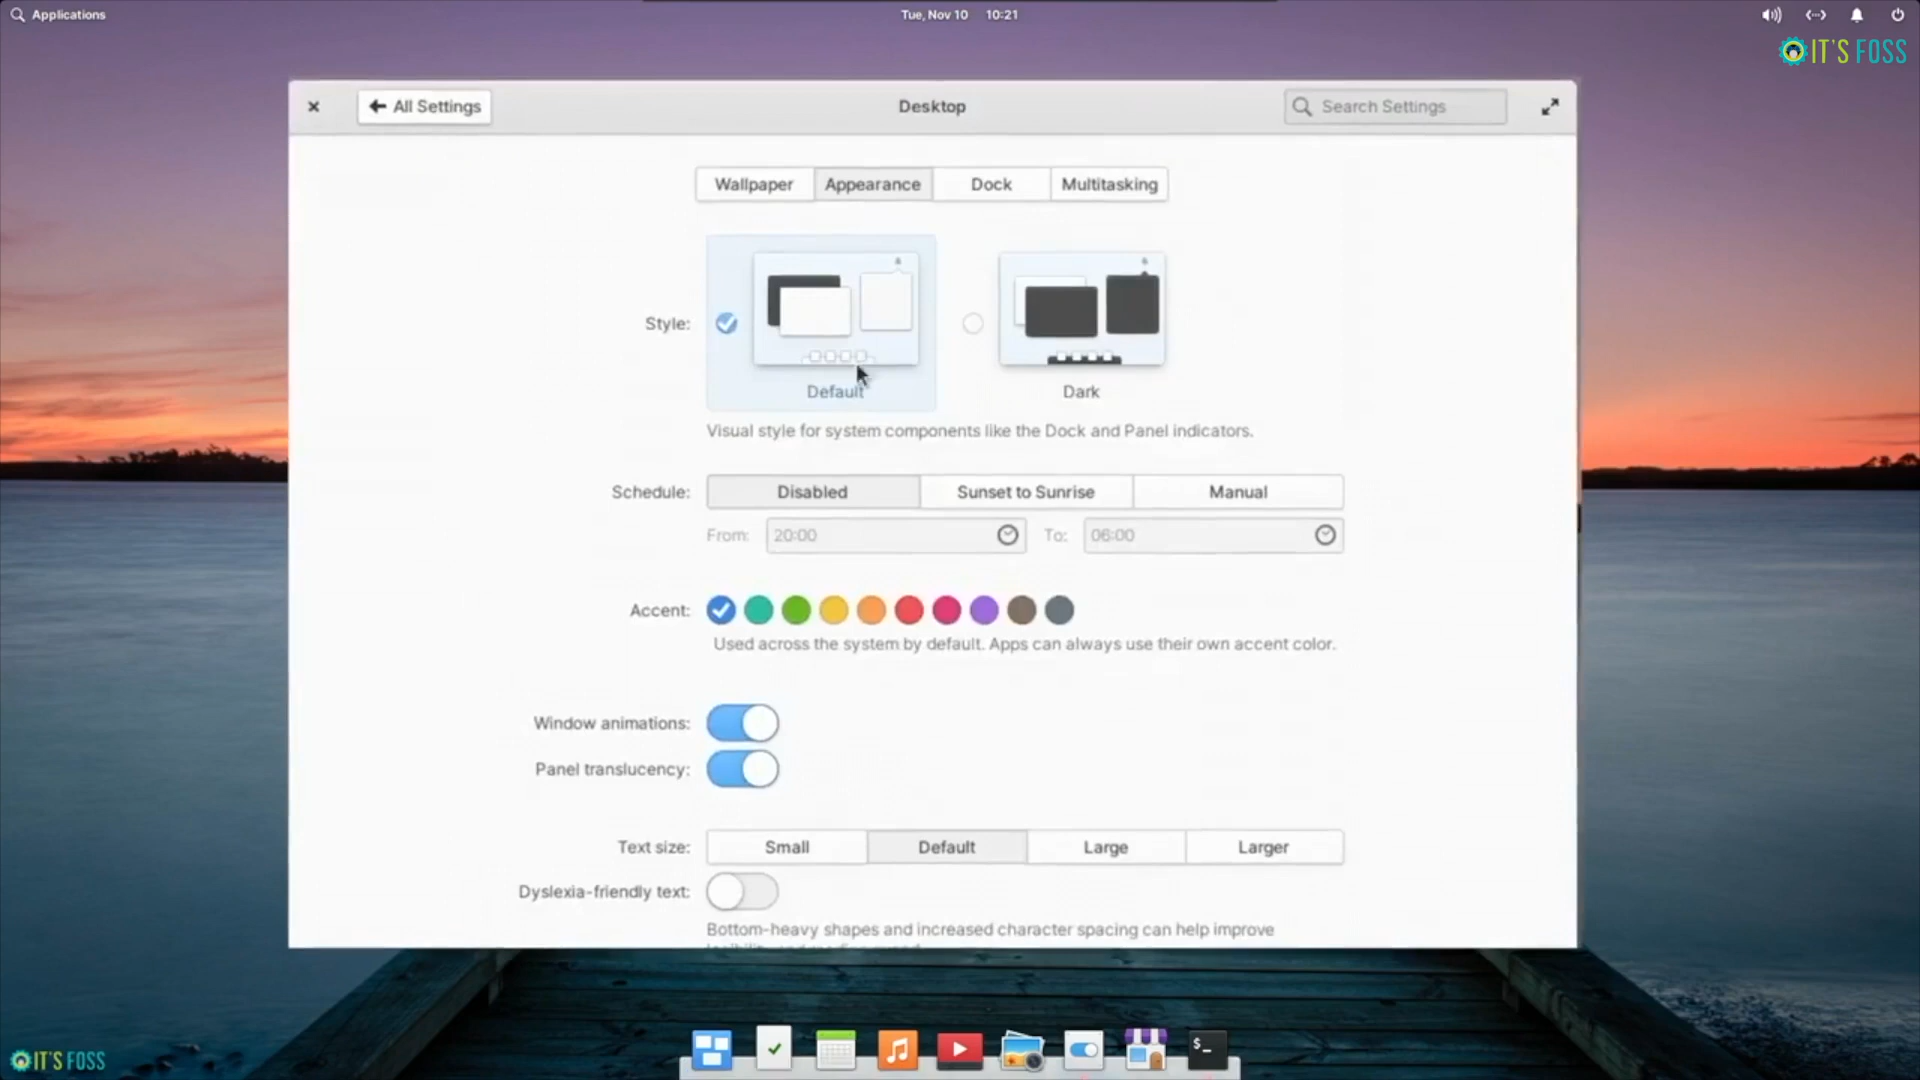 Applications
Tue, Nov 10 10:21
IT'S FOSS
All Settings
Desktop
Search Settings
Wallpaper Appearance Dock Multitasking
Style:
Default Dark
Visual style for system components like the Dock and Panel indicators.
Schedule: Disabled Sunset to Sunrise Manual
From: 20:00 To: 06:00
Accent:
Used across the system by default. Apps can always use their own accent color.
Window animations:
Panel translucency:
Text size: Small Default Large Larger
Dyslexia-friendly text:
Bottom-heavy shapes and increased character spacing can help improve
IT'S FOSS